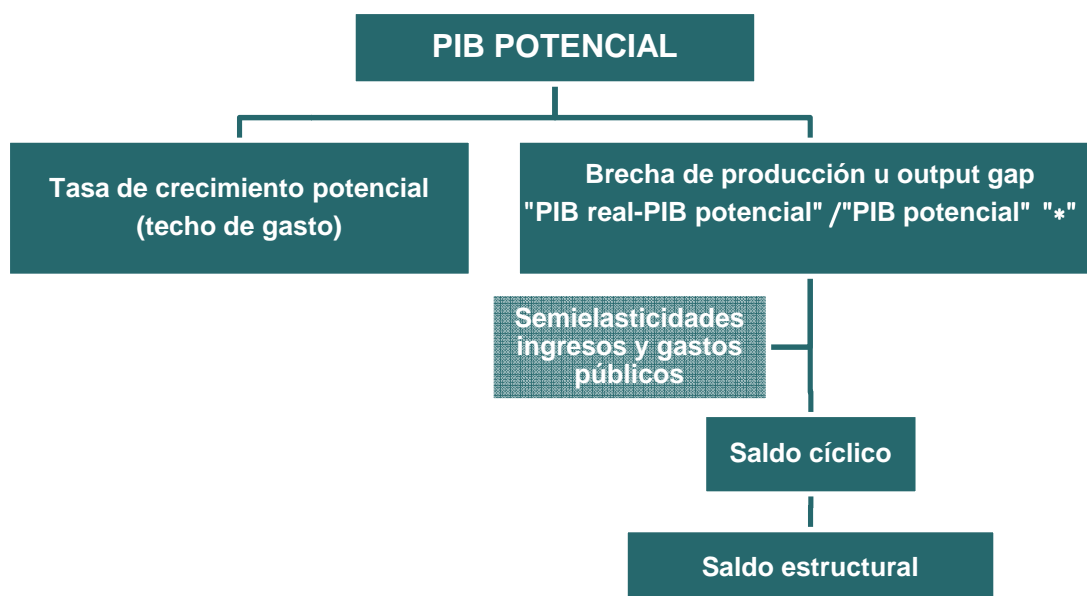 PIB POTENCIAL
Tasa de crecimiento potencial
(techo de gasto)
Brecha de producción u output gap
"PIB real-PIB potencial" /"PIB potencial" "*"
Semielasticidades
ingresos y gastos
públicos
Saldo cíclico
Saldo estructural